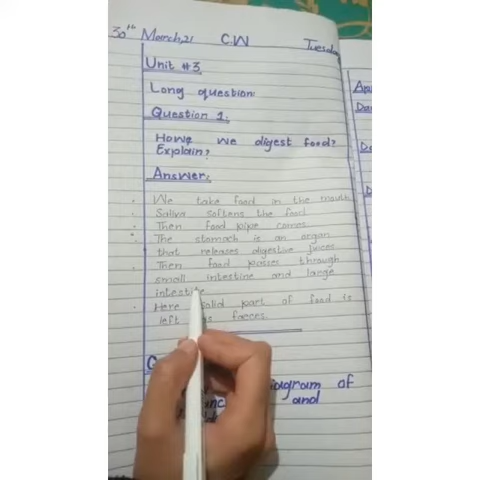 30th March,21 C.W Tuesday
Unit #3
Long question:
Question 1.
How we digest food?
Explain?
Answer:
We take food in the mouth
Saliva softens the food
Then food pipe comes
The stomach is an organ
that releases digestive juices
Then food passes through
small intestine and large
intestine
Here solid part of food is
left as faeces.
diagram of
and